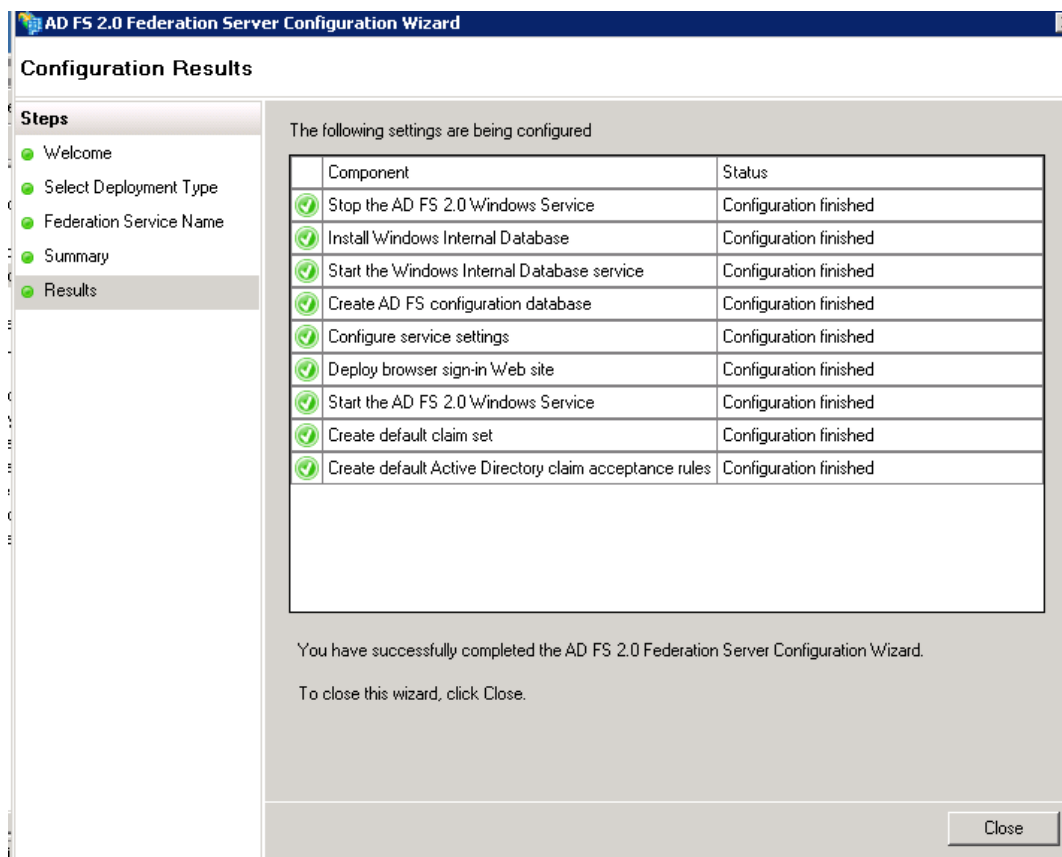 AD FS 2.0 Federation Server Configuration Wizard
Configuration Results
Steps
Welcome
Select Deployment Type
Federation Service Name
Summary
Results
The following settings are being configured
Component Status
Stop the AD FS 2.0 Windows Service Configuration finished
Install Windows Internal Database Configuration finished
Start the Windows Internal Database service Configuration finished
Create AD FS configuration database Configuration finished
Configure service settings Configuration finished
Deploy browser sign-in Web site Configuration finished
Start the AD FS 2.0 Windows Service Configuration finished
Create default claim set Configuration finished
Create default Active Directory claim acceptance rules Configuration finished
You have successfully completed the AD FS 2.0 Federation Server Configuration Wizard.
To close this wizard, click Close.
Close